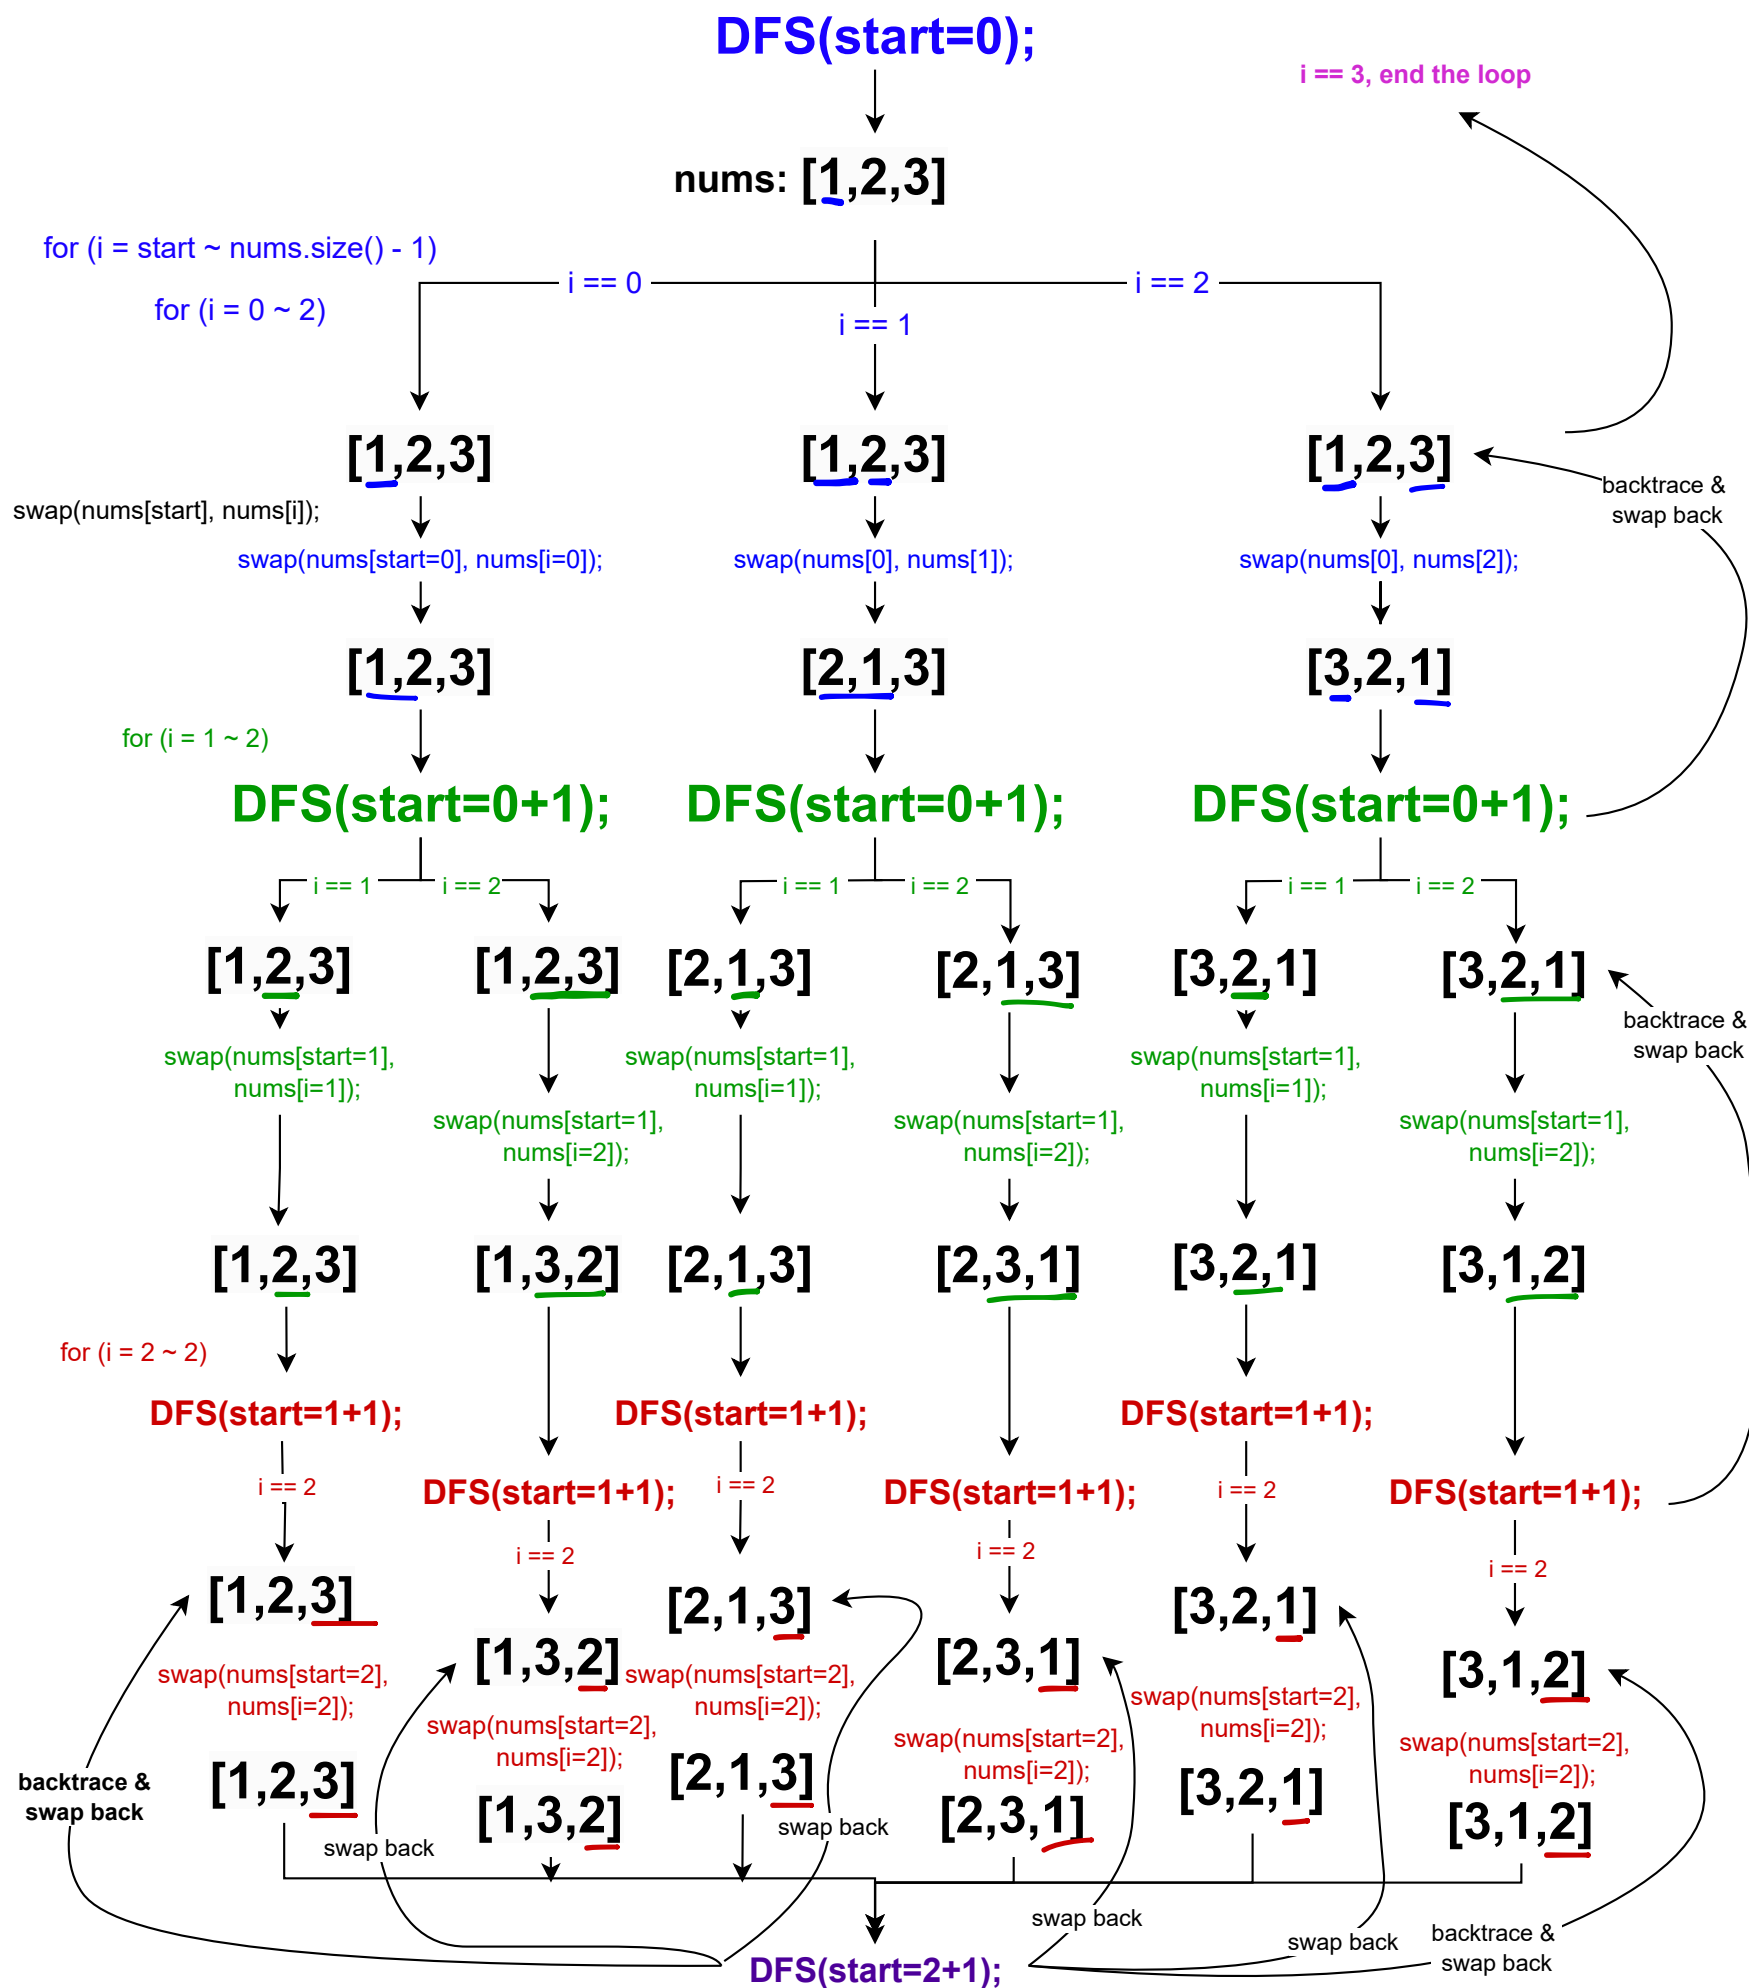 DFS(start=0);
i == 3, end the loop
nums: [1,2,3]
for (i = start ~ nums.size() - 1)
for (i = 0 ~ 2)
i == 0
i == 2
i == 1
[1,2,3]
[1,2,3]
[1,2,3]
backtrace &
swap back
swap(nums[start], nums[i]);
swap(nums[start=0], nums[i=0]);
swap(nums[0], nums[1]);
swap(nums[0], nums[2]);
[1,2,3]
[2,1,3]
[3,2,1]
for (i = 1 ~ 2)
DFS(start=0+1);
DFS(start=0+1);
DFS(start=0+1);
i == 1
i == 2
i == 1
i == 2
i == 1
i == 2
[1,2,3]
[1,2,3]
[2,1,3]
[2,1,3]
[3,2,1]
[3,2,1]
backtrace &
swap back
swap(nums[start=1],
nums[i=1]);
swap(nums[start=1],
nums[i=1]);
swap(nums[start=1],
nums[i=1]);
swap(nums[start=1],
nums[i=2]);
swap(nums[start=1],
nums[i=2]);
swap(nums[start=1],
nums[i=2]);
[1,2,3]
[1,3,2]
[2,1,3]
[2,3,1]
[3,2,1]
[3,1,2]
for (i = 2 ~ 2)
DFS(start=1+1);
DFS(start=1+1);
DFS(start=1+1);
i == 2
DFS(start=1+1);
i == 2
DFS(start=1+1);
i == 2
DFS(start=1+1);
i == 2
i == 2
i == 2
[1,2,3]
[2,1,3]
[3,2,1]
[1,3,2]
[2,3,1]
[3,1,2]
swap(nums[start=2],
nums[i=2]);
swap(nums[start=2],
nums[i=2]);
swap(nums[start=2],
nums[i=2]);
swap(nums[start=2],
nums[i=2]);
swap(nums[start=2],
nums[i=2]);
swap(nums[start=2],
nums[i=2]);
backtrace &
swap back
[1,2,3]
[2,1,3]
[3,2,1]
[1,3,2]
[2,3,1]
[3,1,2]
swap back
swap back
swap back
swap back
backtrace &
swap back
DFS(start=2+1);